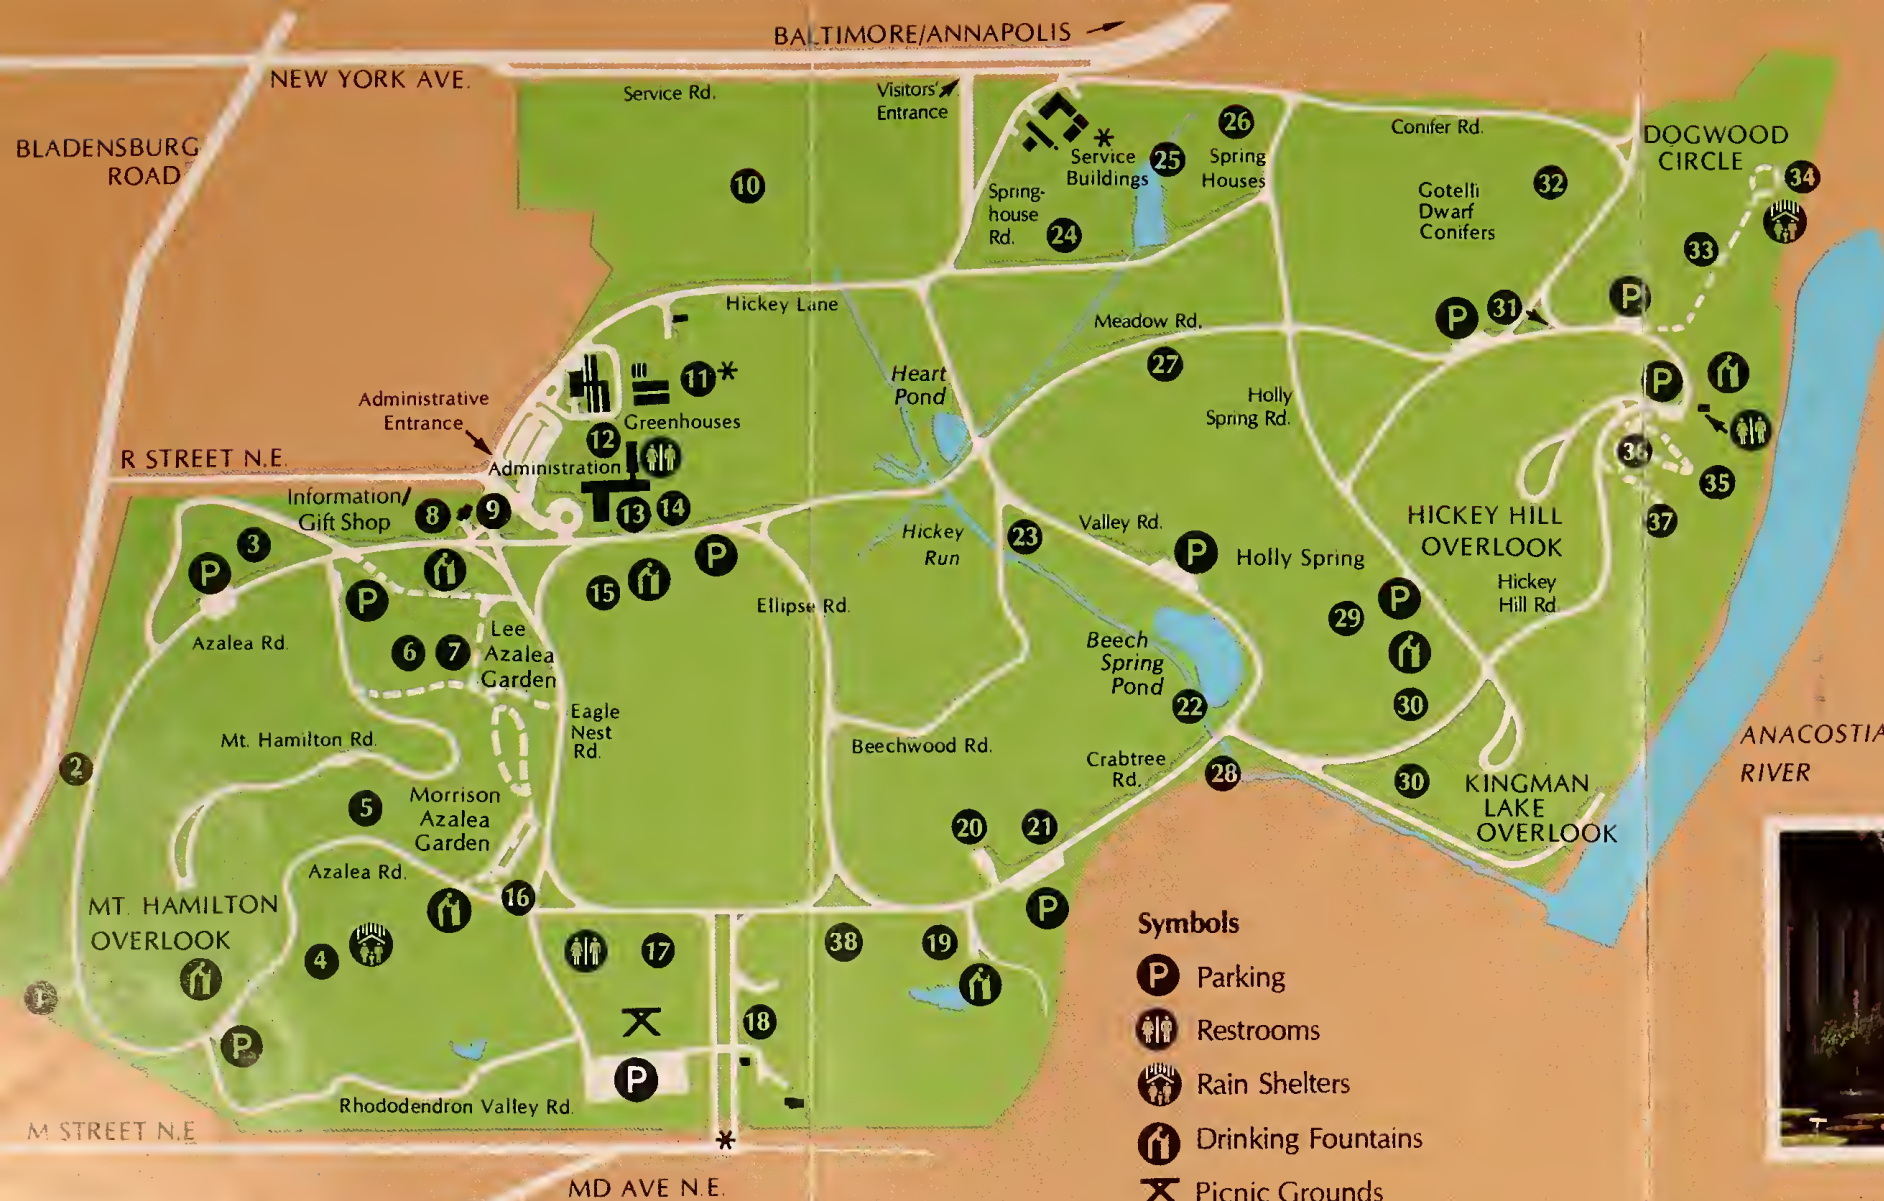 BALTIMORE/ANNAPOLIS
NEW YORK AVE.
Service Rd.
Visitors'
Entrance
BLADENSBURG
ROAD
10
Service
Buildings
25
26
Spring
Houses
Spring-
house
Rd.
24
Conifer Rd.
DOGWOOD
CIRCLE
34
32
Gotelli
Dwarf
Conifers
33
Hickey Lane
Meadow Rd.
P
31
P
27
Heart
Pond
Holly
Spring Rd.
P
11
Greenhouses
12
Administrative
Entrance
R STREET N.E.
Administration
Information/
Gift Shop
8
9
13
14
36
35
37
HICKEY HILL
OVERLOOK
Hickey
Hill Rd.
3
P
P
Azalea Rd.
6
7
Lee
Azalea
Garden
15
P
Ellipse Rd.
Hickey
Run
23
Valley Rd.
P
Holly Spring
P
29
30
Beech
Spring
Pond
22
Eagle
Nest
Rd.
Mt. Hamilton Rd.
2
5
Morrison
Azalea
Garden
Beechwood Rd.
Crabtree
Rd.
28
30
KINGMAN
LAKE
OVERLOOK
ANACOSTIA
RIVER
20
21
P
Azalea Rd.
16
MT. HAMILTON
OVERLOOK
4
17
38
19
18
1
P
P
Rhododendron Valley Rd.
M STREET N.E
MD AVE N.E.
Symbols
P Parking
Restrooms
Rain Shelters
Drinking Fountains
Picnic Grounds